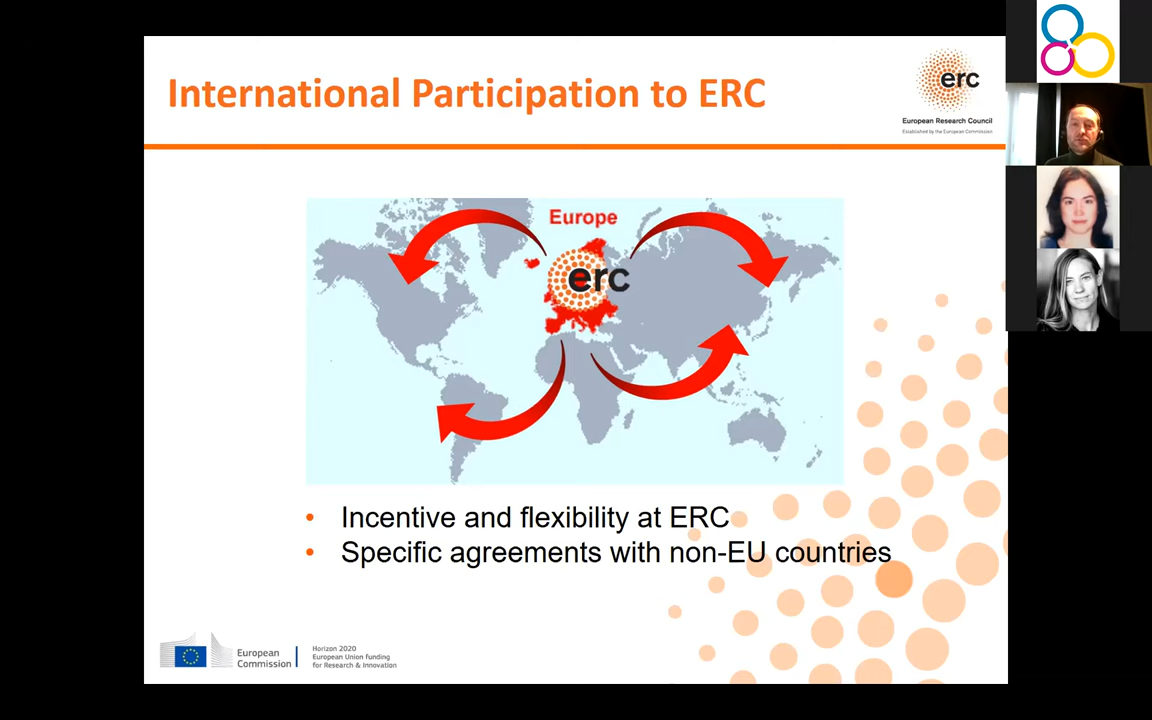 International Participation to ERC
erc
European Research Council
Established by the European Commission
Europe
erc
• Incentive and flexibility at ERC
• Specific agreements with non-EU countries
European
Commission
Horizon 2020
European Union funding
for Research & Innovation